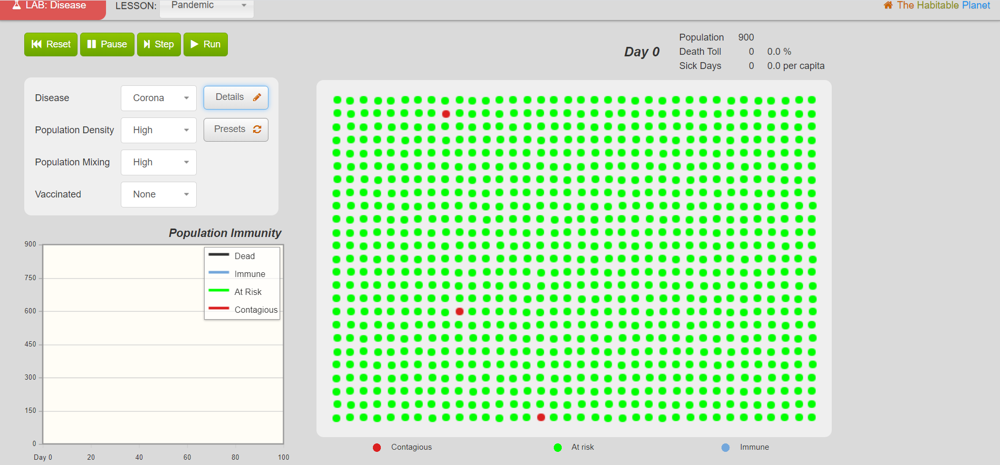 LAB: Disease
LESSON:
Pandemic
The Habitable Planet
Reset
Pause
Step
Run
Day 0
Population 900
Death Toll 0 0.0 %
Sick Days 0 0.0 per capita
Disease
Corona
Details
Population Density
High
Presets
Population Mixing
High
Vaccinated
None
Population Immunity
900
750
600
450
300
150
0
Dead
Immune
At Risk
Contagious
Day 0 20 40 60 80 100
Contagious
At risk
Immune